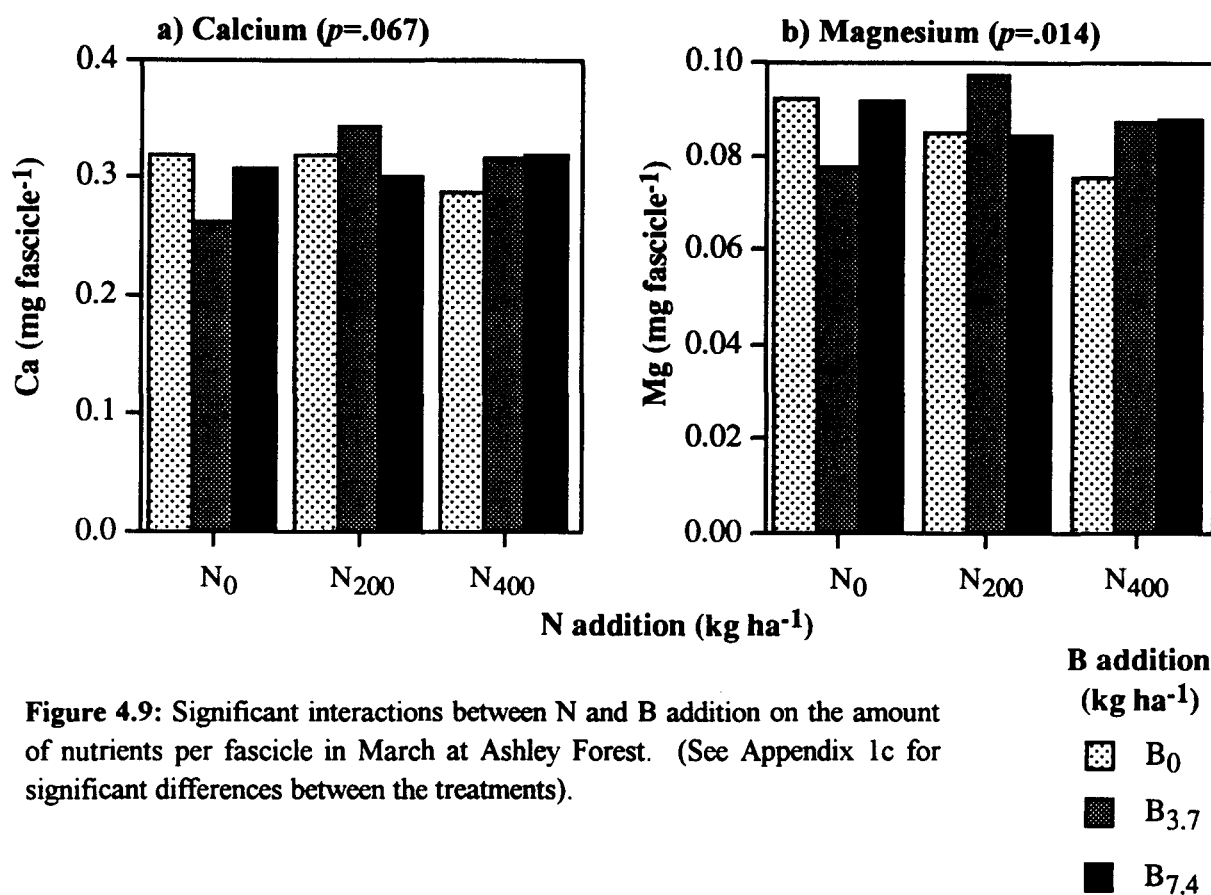 a) Calcium (p=.067)
0.4
0.3
0.2
0.1
0.0
Ca (mg fascicle-1)
N0 N200 N400
b) Magnesium (p=.014)
0.10
0.08
0.06
0.04
0.02
0.00
Mg (mg fascicle-1)
N0 N200 N400
N addition (kg ha-1)
B addition
(kg ha-1)
B0
B3.7
B7.4
Figure 4.9: Significant interactions between N and B addition on the amount
of nutrients per fascicle in March at Ashley Forest. (See Appendix 1c for
significant differences between the treatments).